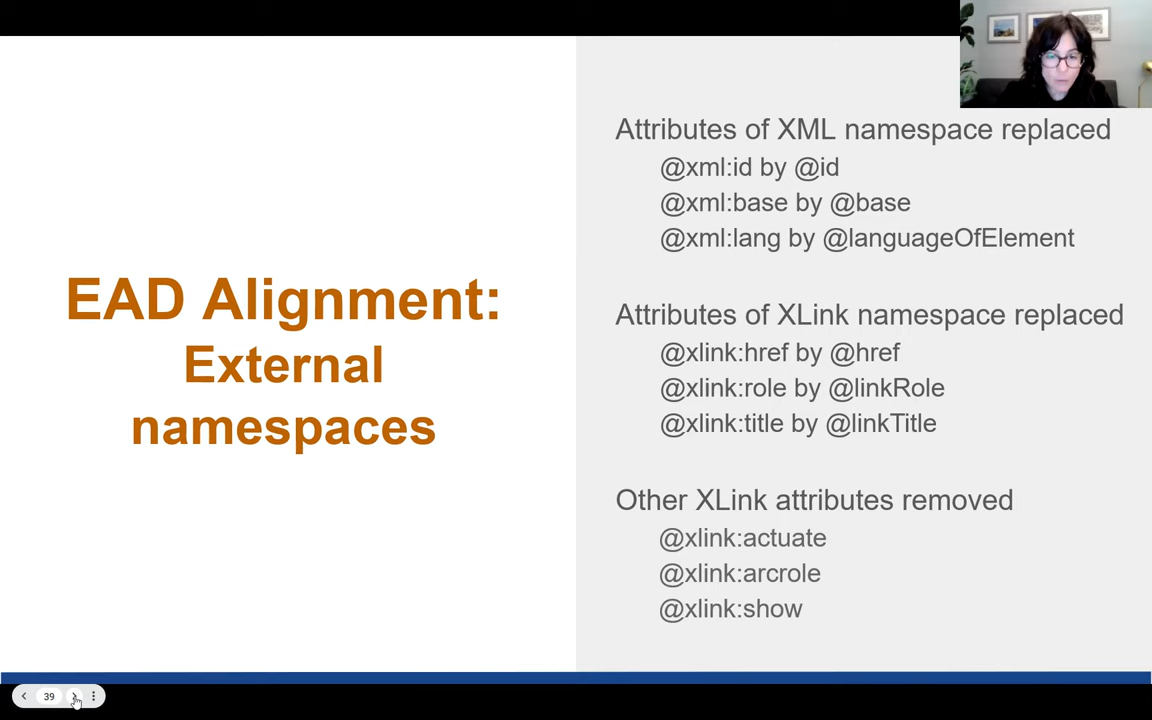 EAD Alignment:
External
namespaces
Attributes of XML namespace replaced
@xml:id by @id
@xml:base by @base
@xml:lang by @languageOfElement
Attributes of XLink namespace replaced
@xlink:href by @href
@xlink:role by @linkRole
@xlink:title by @linkTitle
Other XLink attributes removed
@xlink:actuate
@xlink:arcrole
@xlink:show
39